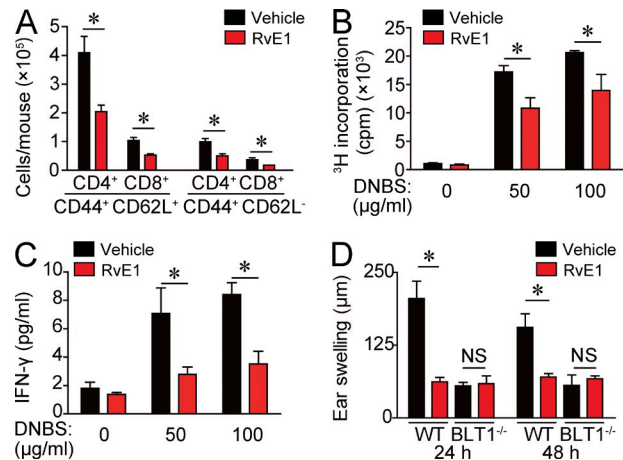 A
Vehicle
RvE1
Cells/mouse (×10⁵)
5
4
3
2
1
0
*
*
*
*
CD4⁺ CD8⁺ CD4⁺ CD8⁺
CD44⁺ CD62L⁺ CD44⁺ CD62L⁻
B
Vehicle
RvE1
³H incorporation
(cpm) (×10³)
25
20
15
10
5
0
*
*
DNBS: 0 50 100
(µg/ml)
C
Vehicle
RvE1
IFN-γ (pg/ml)
10
8
6
4
2
0
*
*
DNBS: 0 50 100
(µg/ml)
D
Vehicle
RvE1
Ear swelling (µm)
250
125
0
*
NS
*
NS
WT BLT1⁻/⁻ WT BLT1⁻/⁻
24 h 48 h